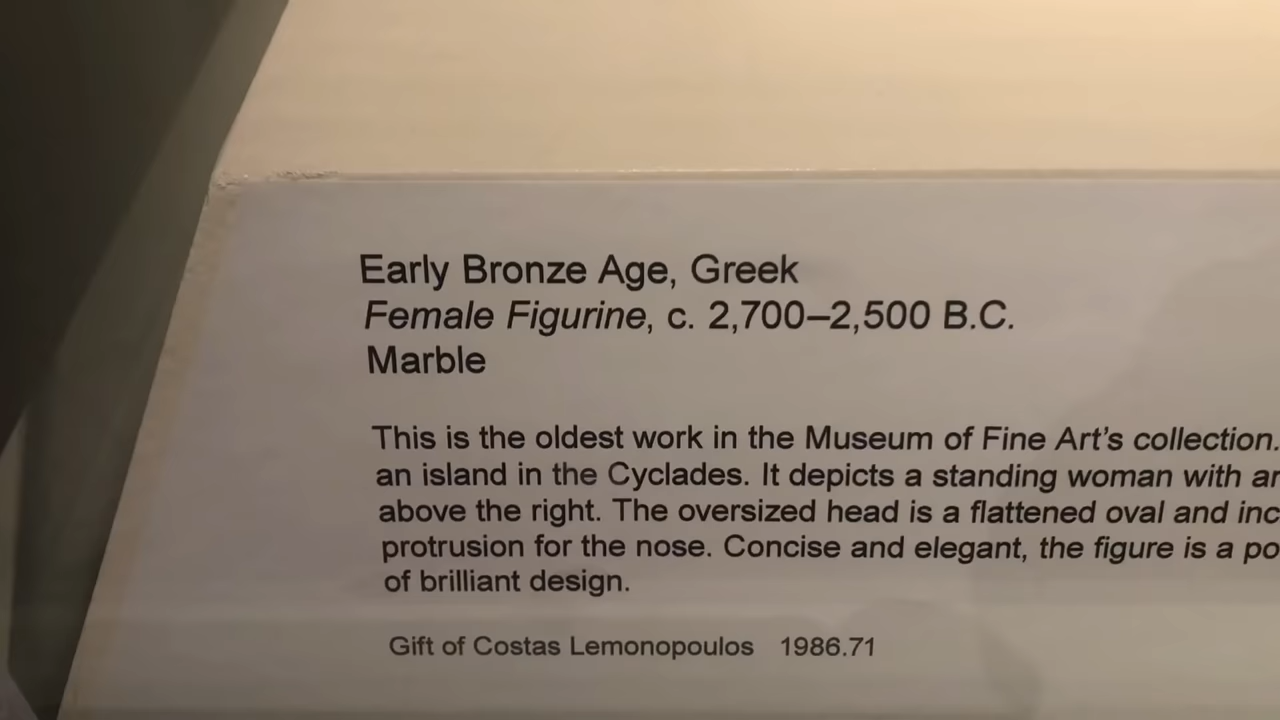 Early Bronze Age, Greek
Female Figurine, c. 2,700–2,500 B.C.
Marble
This is the oldest work in the Museum of Fine Art’s collection.
an island in the Cyclades. It depicts a standing woman with
above the right. The oversized head is a flattened oval and
protrusion for the nose. Concise and elegant, the figure is a
of brilliant design.
Gift of Costas Lemonopoulos 1986.71